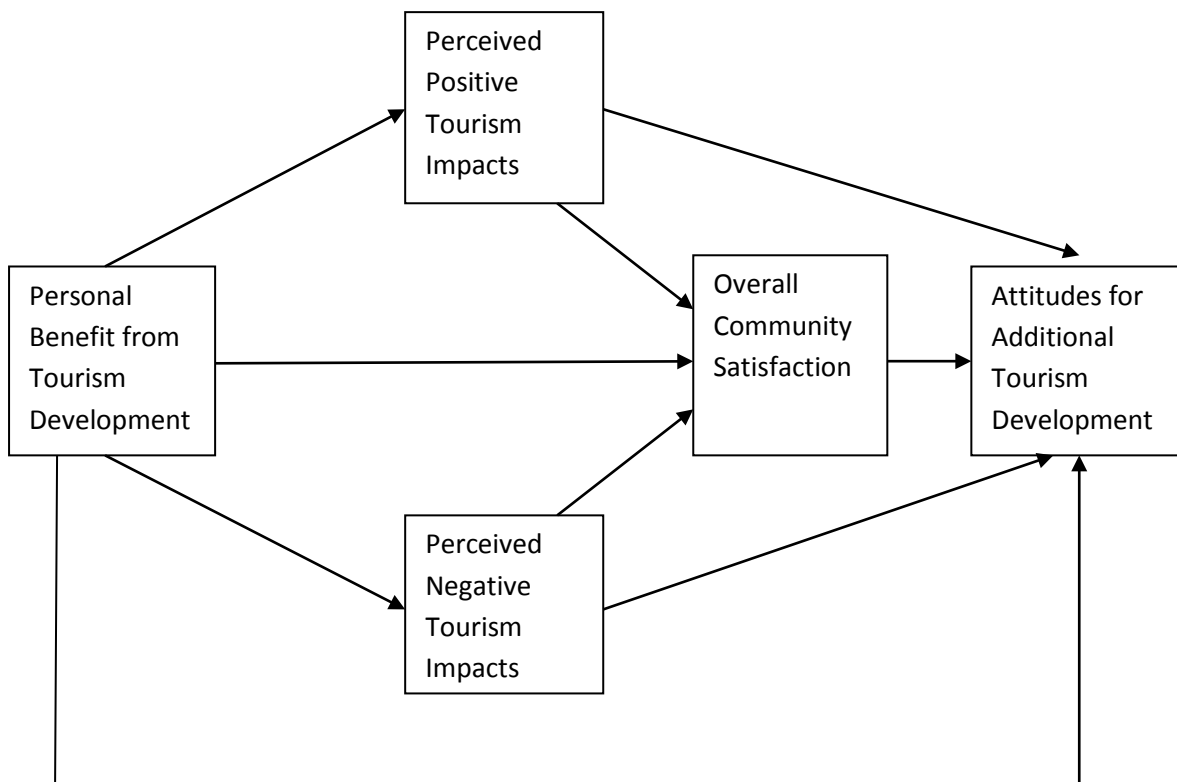 Perceived
Positive
Tourism
Impacts
Personal
Benefit from
Tourism
Development
Overall
Community
Satisfaction
Attitudes for
Additional
Tourism
Development
Perceived
Negative
Tourism
Impacts